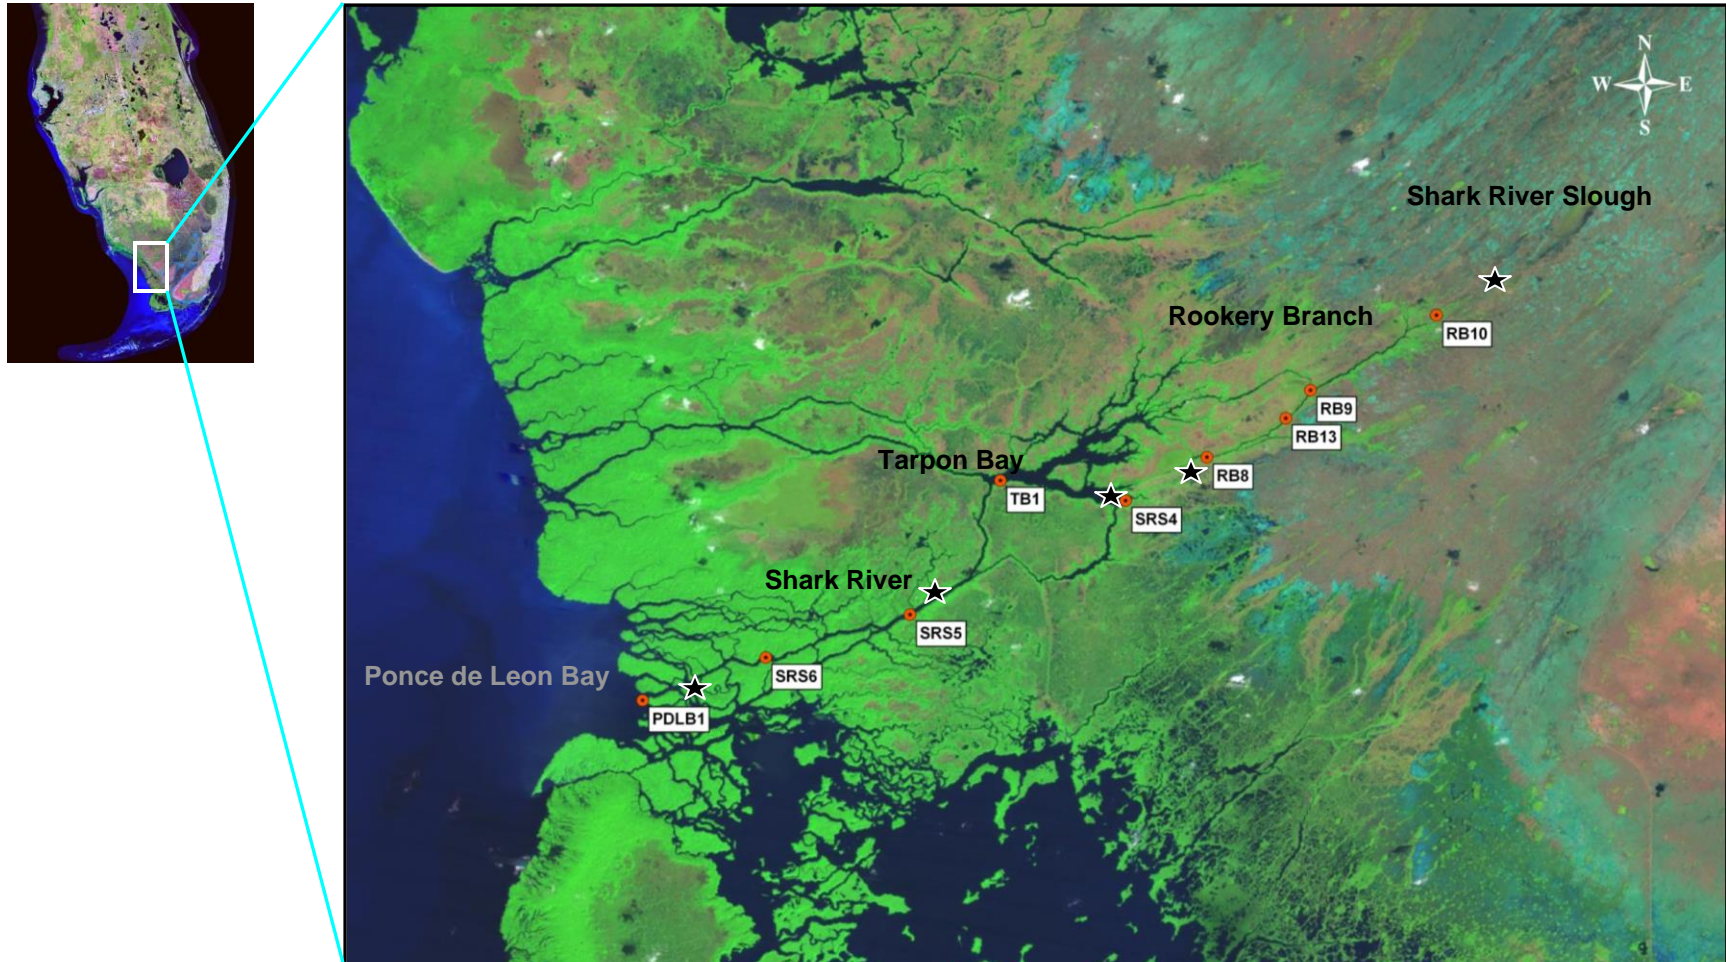 N
W E
S
Shark River Slough
Rookery Branch
RB10
RB9
RB13
Tarpon Bay
RB8
TB1
SRS4
Shark River
SRS5
Ponce de Leon Bay
SRS6
PDLB1